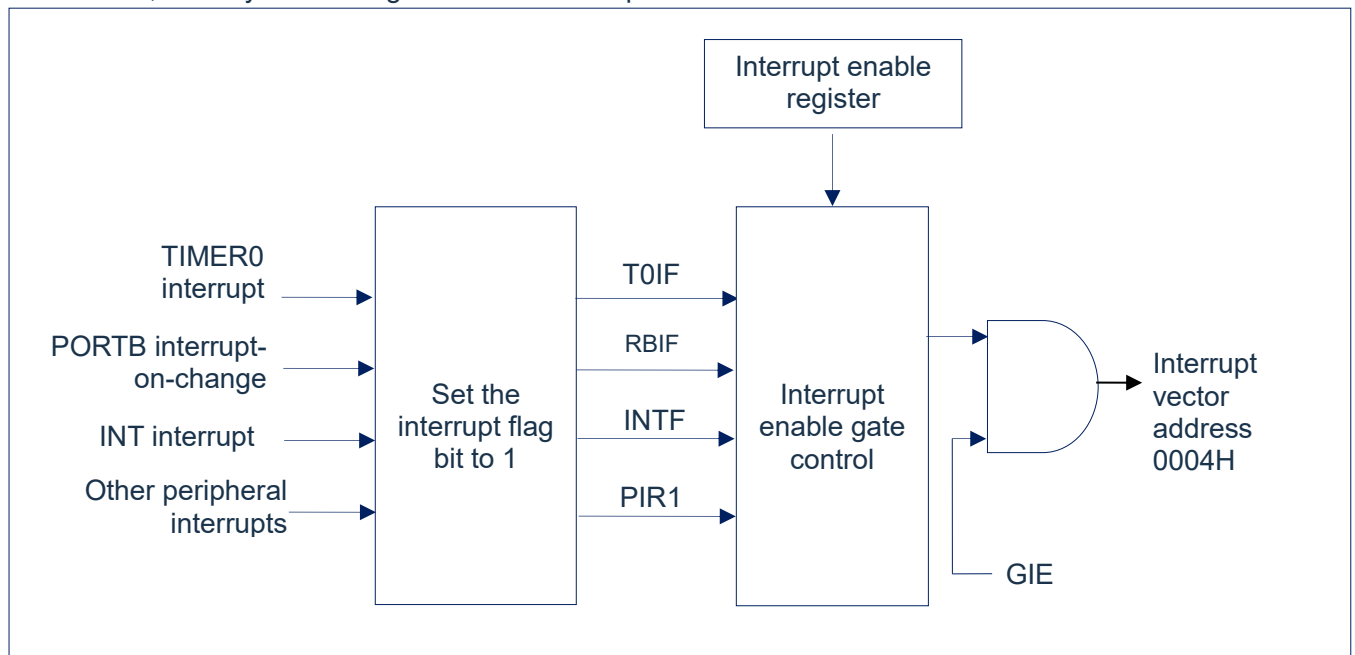 Interrupt enable
register
TIMER0
interrupt
T0IF
PORTB interrupt-
on-change
RBIF
Set the
interrupt flag
bit to 1
Interrupt
enable gate
control
Interrupt
vector
address
0004H
INT interrupt
INTF
Other peripheral
interrupts
PIR1
GIE